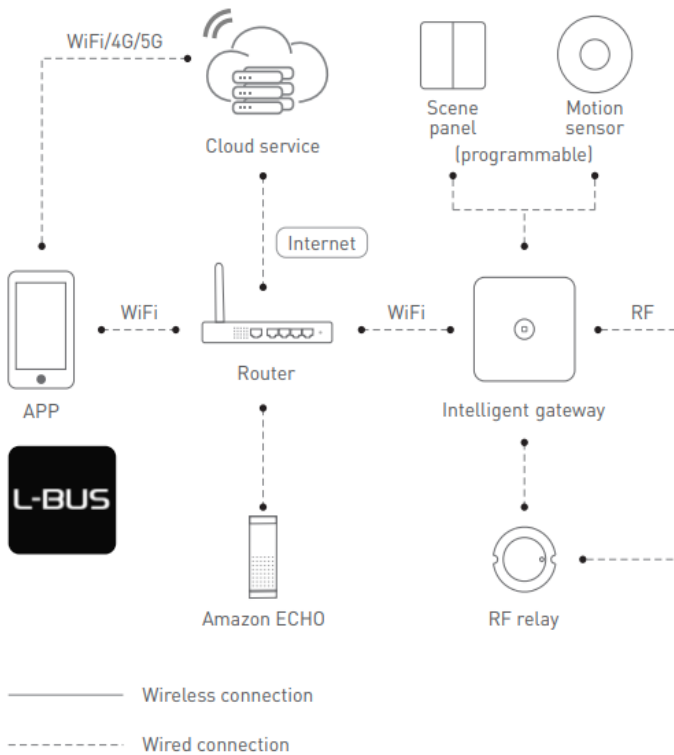 WiFi/4G/5G
Cloud service
Scene
panel
Motion
sensor
(programmable)
Internet
WiFi
WiFi
RF
Router
APP
Intelligent gateway
L-BUS
Amazon ECHO
RF relay
Wireless connection
Wired connection